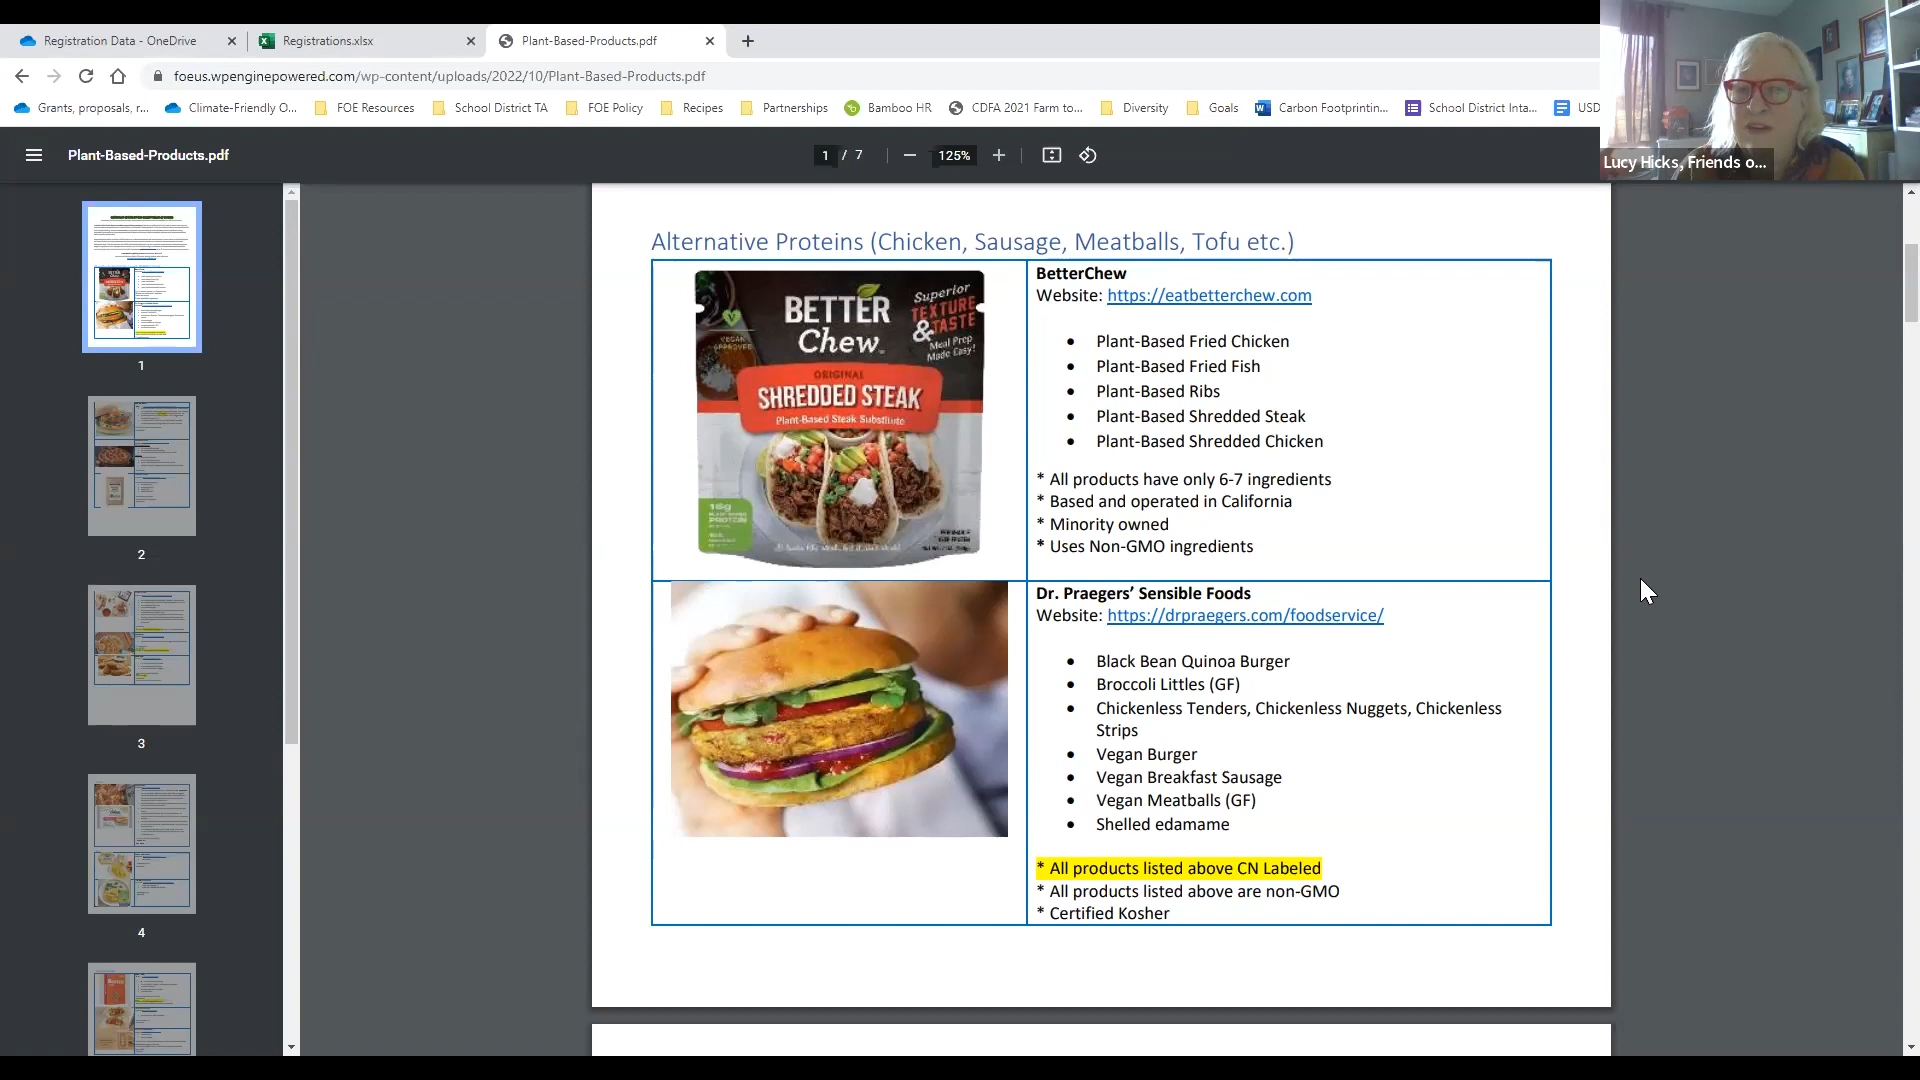 Registration Data - OneDrive
Registrations.xlsx
Plant-Based-Products.pdf
foeus.wpenginepowered.com/wp-content/uploads/2022/10/Plant-Based-Products.pdf
Grants, proposals, r...
Climate-Friendly O...
FOE Resources
School District TA
FOE Policy
Recipes
Partnerships
Bamboo HR
CDFA 2021 Farm to...
Diversity
Goals
Carbon Footprintin...
School District Inta...
USD
Lucy Hicks, Friends o...
Plant-Based-Products.pdf
1 / 7
125%
1
2
3
4
Alternative Proteins (Chicken, Sausage, Meatballs, Tofu etc.)
BETTER
Chew
Superior
TEXTURE
& TASTE
Meal Prep
Made Easy!
VEGAN
APPROVED
ORIGINAL
SHREDDED STEAK
Plant-Based Steak Substitute
PROTEIN
BetterChew
Website: https://eatbetterchew.com
• Plant-Based Fried Chicken
• Plant-Based Fried Fish
• Plant-Based Ribs
• Plant-Based Shredded Steak
• Plant-Based Shredded Chicken
* All products have only 6-7 ingredients
* Based and operated in California
* Minority owned
* Uses Non-GMO ingredients
Dr. Praegers’ Sensible Foods
Website: https://drpraegers.com/foodservice/
• Black Bean Quinoa Burger
• Broccoli Littles (GF)
• Chickenless Tenders, Chickenless Nuggets, Chickenless
Strips
• Vegan Burger
• Vegan Breakfast Sausage
• Vegan Meatballs (GF)
• Shelled edamame
* All products listed above CN Labeled
* All products listed above are non-GMO
* Certified Kosher